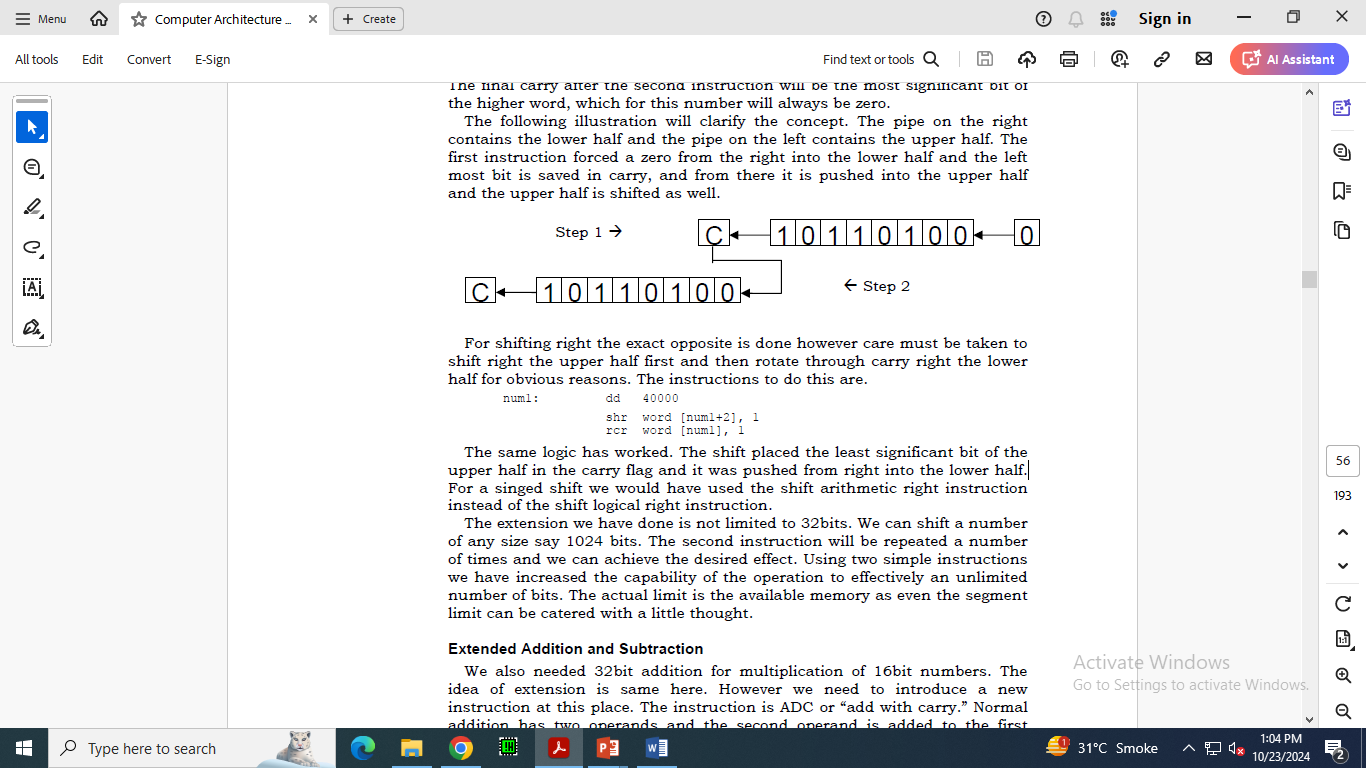 Menu
Computer Architecture ...
Create
Sign in
All tools
Edit
Convert
E-Sign
Find text or tools
AI Assistant
The final carry after the second instruction will be the most significant bit of
the higher word, which for this number will always be zero.
The following illustration will clarify the concept. The pipe on the right
contains the lower half and the pipe on the left contains the upper half. The
first instruction forced a zero from the right into the lower half and the left
most bit is saved in carry, and from there it is pushed into the upper half
and the upper half is shifted as well.
Step 1 → C 1 0 1 1 0 1 0 0 0
C 1 0 1 1 0 1 0 0 ← Step 2
For shifting right the exact opposite is done however care must be taken to
shift right the upper half first and then rotate through carry right the lower
half for obvious reasons. The instructions to do this are.
num1: dd 40000
shr word [num1+2], 1
rcr word [num1], 1
The same logic has worked. The shift placed the least significant bit of the
upper half in the carry flag and it was pushed from right into the lower half.
For a singed shift we would have used the shift arithmetic right instruction
instead of the shift logical right instruction.
The extension we have done is not limited to 32bits. We can shift a number
of any size say 1024 bits. The second instruction will be repeated a number
of times and we can achieve the desired effect. Using two simple instructions
we have increased the capability of the operation to effectively an unlimited
number of bits. The actual limit is the available memory as even the segment
limit can be catered with a little thought.
Extended Addition and Subtraction
We also needed 32bit addition for multiplication of 16bit numbers. The
idea of extension is same here. However we need to introduce a new
instruction at this place. The instruction is ADC or “add with carry.” Normal
addition has two operands and the second operand is added to the first
56
193
1:1
Activate Windows
Go to Settings to activate Windows.
Type here to search
1
31°C Smoke
1:04 PM
10/23/2024
2